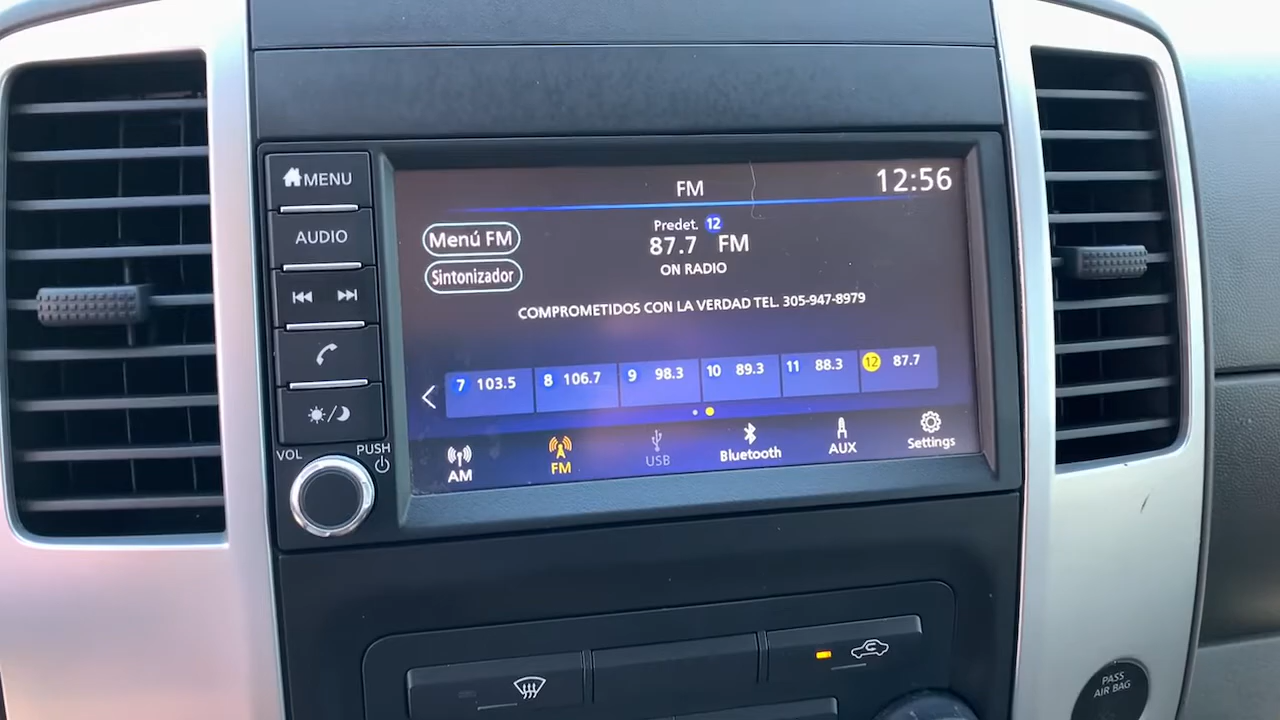 MENU
AUDIO
VOL
PUSH
FM
12:56
Menú FM
Sintonizador
Predet. 12
87.7 FM
ON RADIO
COMPROMETIDOS CON LA VERDAD TEL. 305-947-8979
7 103.5
8 106.7
9 98.3
10 89.3
11 88.3
12 87.7
AM
FM
USB
Bluetooth
AUX
Settings
PASS
AIR BAG